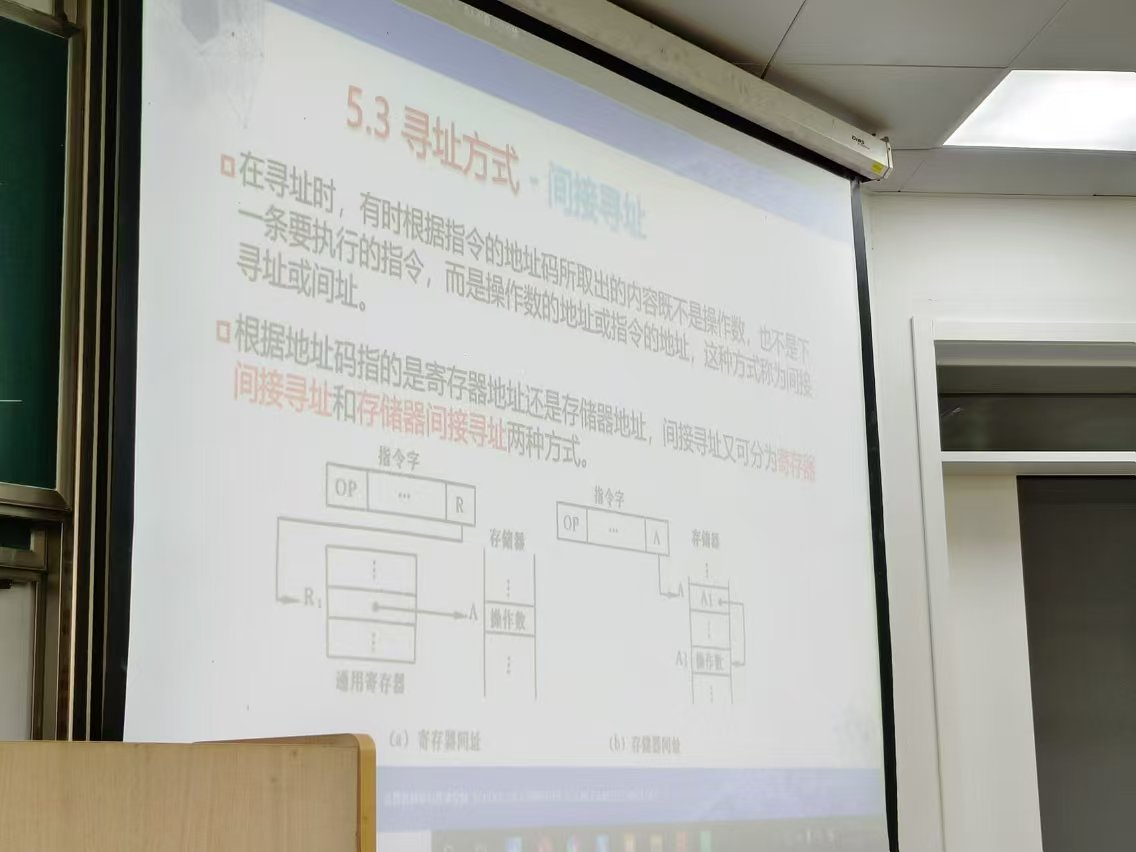 5.3 寻址方式 - 间接寻址
在寻址时，有时根据指令的地址码所取出的内容既不是操作数，也不是下
一条要执行的指令，而是操作数的地址或指令的地址，这种方式称为间接
寻址或间址。
根据地址码指的是寄存器地址还是存储器地址，间接寻址又可分为寄存器
间接寻址和存储器间接寻址两种方式。
指令字
OP ... R
存储器
R₁
A
操作数
通用寄存器
(a) 寄存器间址
指令字
OP ... A
存储器
A
A1
A1
操作数
(b) 存储器间址